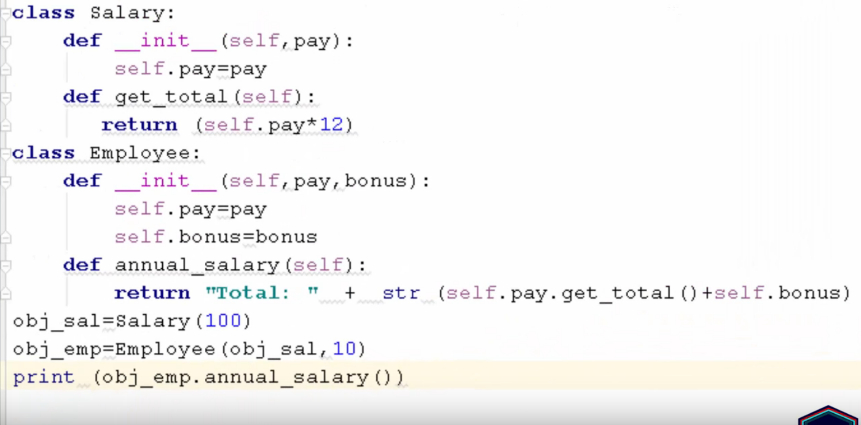 class Salary:
    def __init__(self,pay):
        self.pay=pay
    def get_total(self):
       return (self.pay*12)
class Employee:
    def __init__(self,pay,bonus):
        self.pay=pay
        self.bonus=bonus
    def annual_salary(self):
        return "Total: "  +  str (self.pay.get_total()+self.bonus)
obj_sal=Salary(100)
obj_emp=Employee(obj_sal,10)
print (obj_emp.annual_salary())